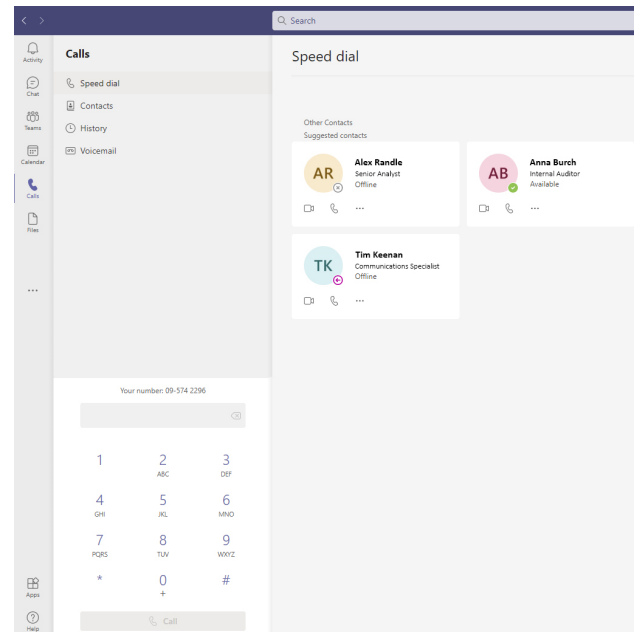 Search
Activity
Chat
Teams
Calendar
Calls
Files
Apps
Help
Calls
Speed dial
Contacts
History
Voicemail
Your number: 09-574 2296
1
2
3
ABC
DEF
4
5
6
GHI
JKL
MNO
7
8
9
PQRS
TUV
WXYZ
*
0
#
+
Call
Speed dial
Other Contacts
Suggested contacts
AR
Alex Randle
Senior Analyst
Offline
AB
Anna Burch
Internal Auditor
Available
TK
Tim Keenan
Communications Specialist
Offline